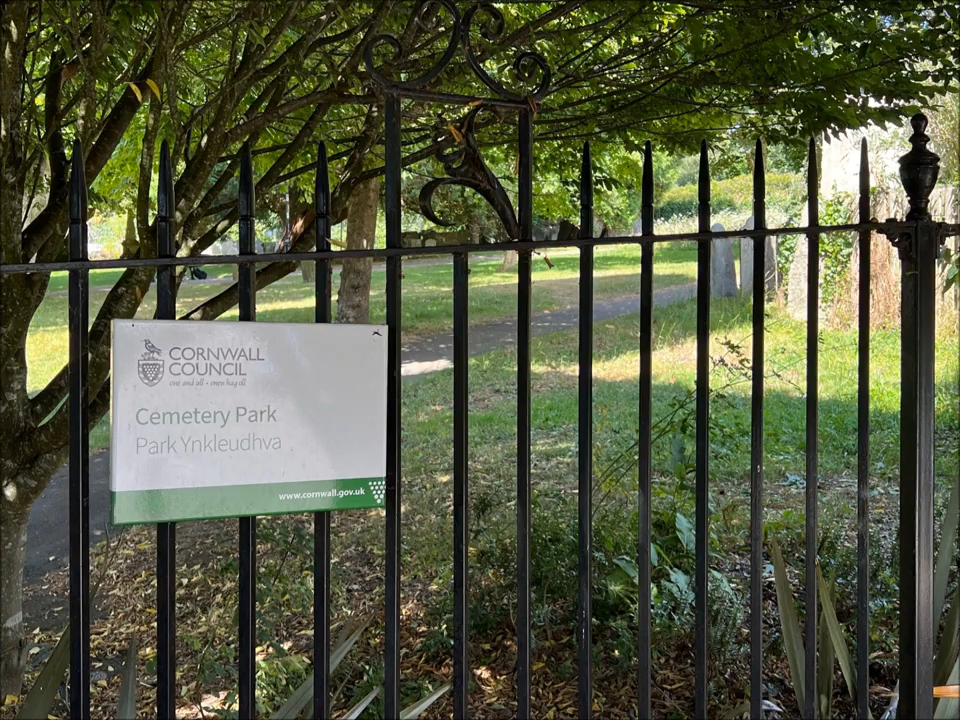 CORNWALL
COUNCIL
one and all • onen hag oll
Cemetery Park
Park Ynkleudhva
www.cornwall.gov.uk